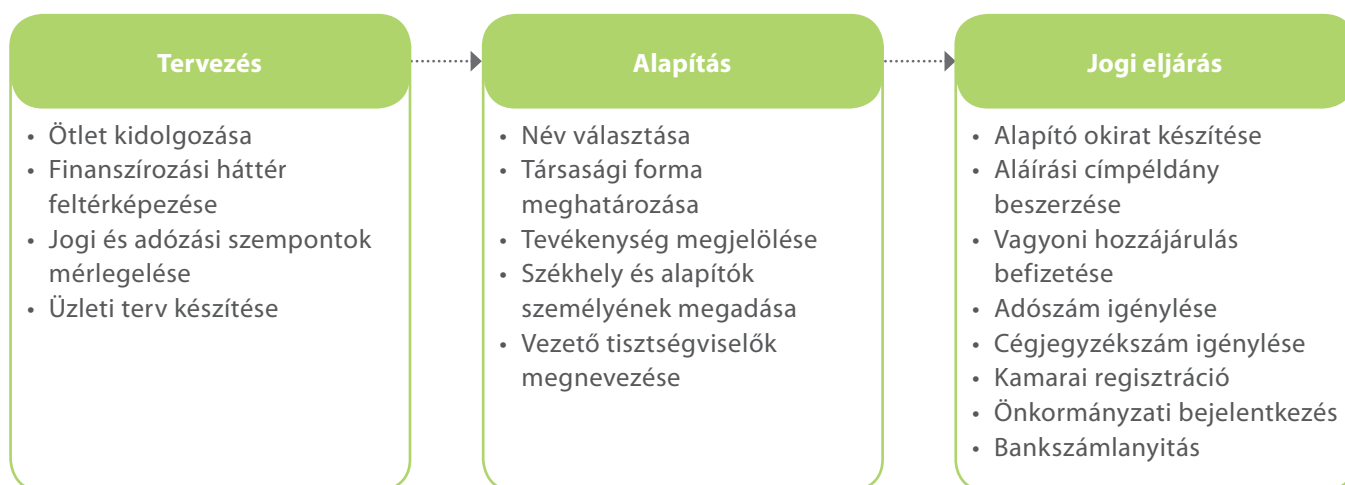 Tervezés
• Ötlet kidolgozása
• Finanszírozási háttér
feltérképezése
• Jogi és adózási szempontok
mérlegelése
• Üzleti terv készítése
Alapítás
• Név választása
• Társasági forma
meghatározása
• Tevékenység megjelölése
• Székhely és alapítók
személyének megadása
• Vezető tisztségviselők
megnevezése
Jogi eljárás
• Alapító okirat készítése
• Aláírási címpéldány
beszerzése
• Vagyoni hozzájárulás
befizetése
• Adószám igénylése
• Cégjegyzékszám igénylése
• Kamarai regisztráció
• Önkormányzati bejelentkezés
• Bankszámlanyitás